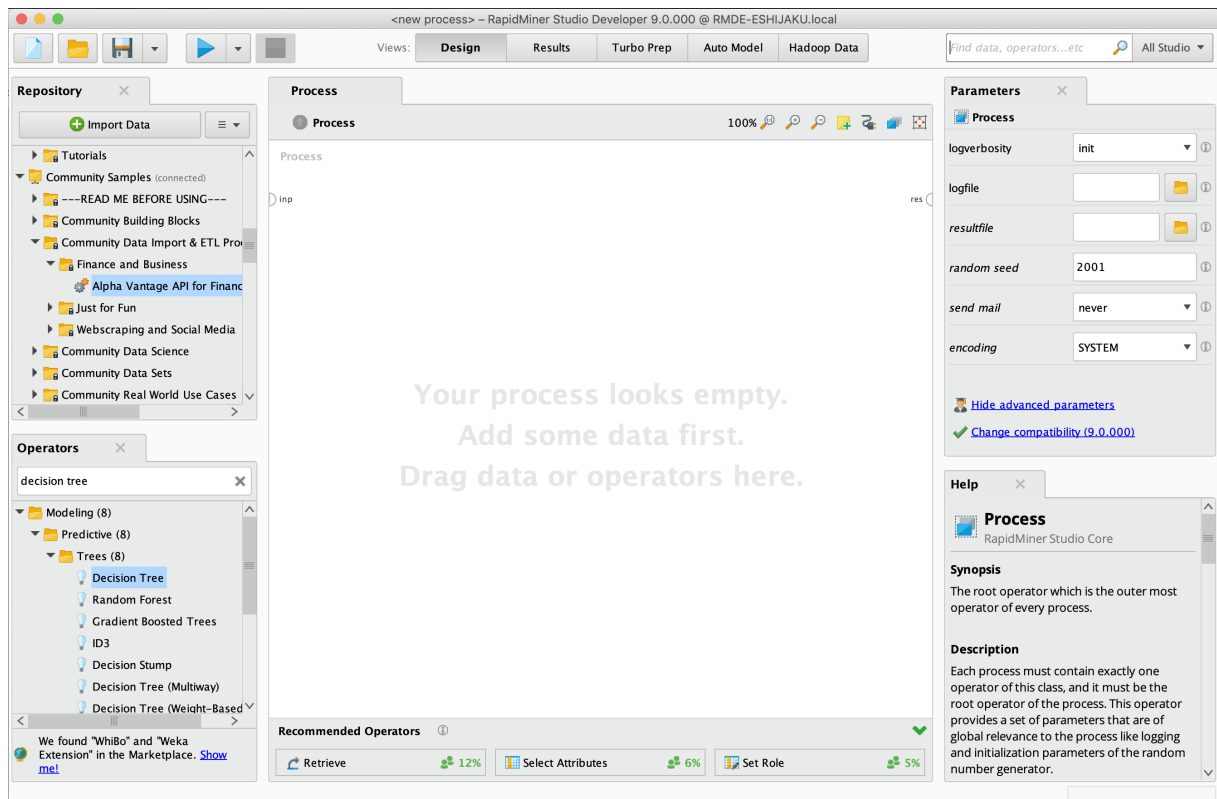 <new process> – RapidMiner Studio Developer 9.0.000 @ RMDE-ESHIJAKU.local
Views:
Design
Results
Turbo Prep
Auto Model
Hadoop Data
Find data, operators...etc
All Studio
Repository
Import Data
Tutorials
Community Samples (connected)
---READ ME BEFORE USING---
Community Building Blocks
Community Data Import & ETL Pro
Finance and Business
Alpha Vantage API for Financ
Just for Fun
Webscraping and Social Media
Community Data Science
Community Data Sets
Community Real World Use Cases
Operators
decision tree
Modeling (8)
Predictive (8)
Trees (8)
Decision Tree
Random Forest
Gradient Boosted Trees
ID3
Decision Stump
Decision Tree (Multiway)
Decision Tree (Weight-Based
We found "WhiBo" and "Weka
Extension" in the Marketplace. Show
me!
Process
Process
100%
Process
inp
res
Your process looks empty.
Add some data first.
Drag data or operators here.
Recommended Operators
Retrieve 12%
Select Attributes 6%
Set Role 5%
Parameters
Process
logverbosity
init
logfile
resultfile
random seed
2001
send mail
never
encoding
SYSTEM
Hide advanced parameters
Change compatibility (9.0.000)
Help
Process
RapidMiner Studio Core
Synopsis
The root operator which is the outer most
operator of every process.
Description
Each process must contain exactly one
operator of this class, and it must be the
root operator of the process. This operator
provides a set of parameters that are of
global relevance to the process like logging
and initialization parameters of the random
number generator.